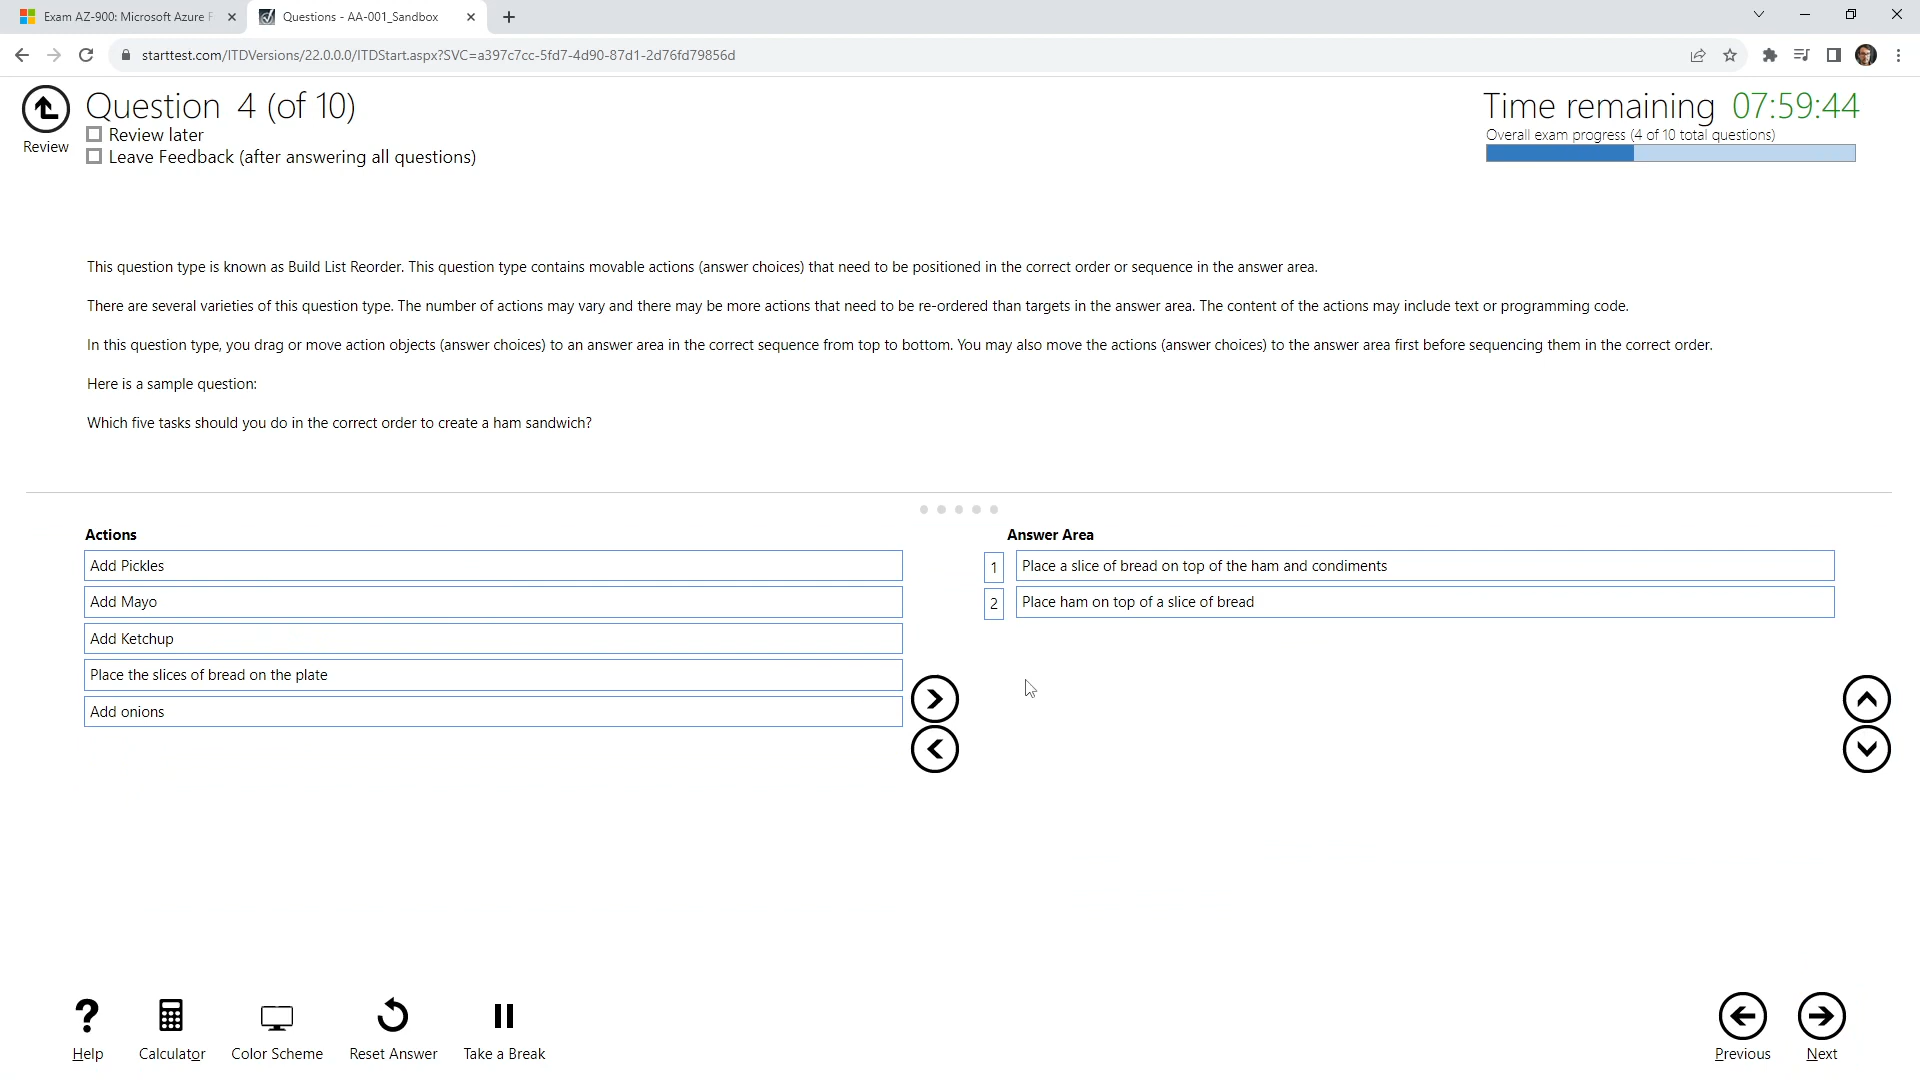 Exam AZ-900: Microsoft Azure F
Questions - AA-001_Sandbox
starttest.com/ITDVersions/22.0.0.0/ITDStart.aspx?SVC=a397c7cc-5fd7-4d90-87d1-2d76fd79856d
Review
Question 4 (of 10)
Review later
Leave Feedback (after answering all questions)
Time remaining 07:59:44
Overall exam progress (4 of 10 total questions)
This question type is known as Build List Reorder. This question type contains movable actions (answer choices) that need to be positioned in the correct order or sequence in the answer area.
There are several varieties of this question type. The number of actions may vary and there may be more actions that need to be re-ordered than targets in the answer area. The content of the actions may include text or programming code.
In this question type, you drag or move action objects (answer choices) to an answer area in the correct sequence from top to bottom. You may also move the actions (answer choices) to the answer area first before sequencing them in the correct order.
Here is a sample question:
Which five tasks should you do in the correct order to create a ham sandwich?
Actions
Add Pickles
Add Mayo
Add Ketchup
Place the slices of bread on the plate
Add onions
Answer Area
1 Place a slice of bread on top of the ham and condiments
2 Place ham on top of a slice of bread
Help
Calculator
Color Scheme
Reset Answer
Take a Break
Previous
Next